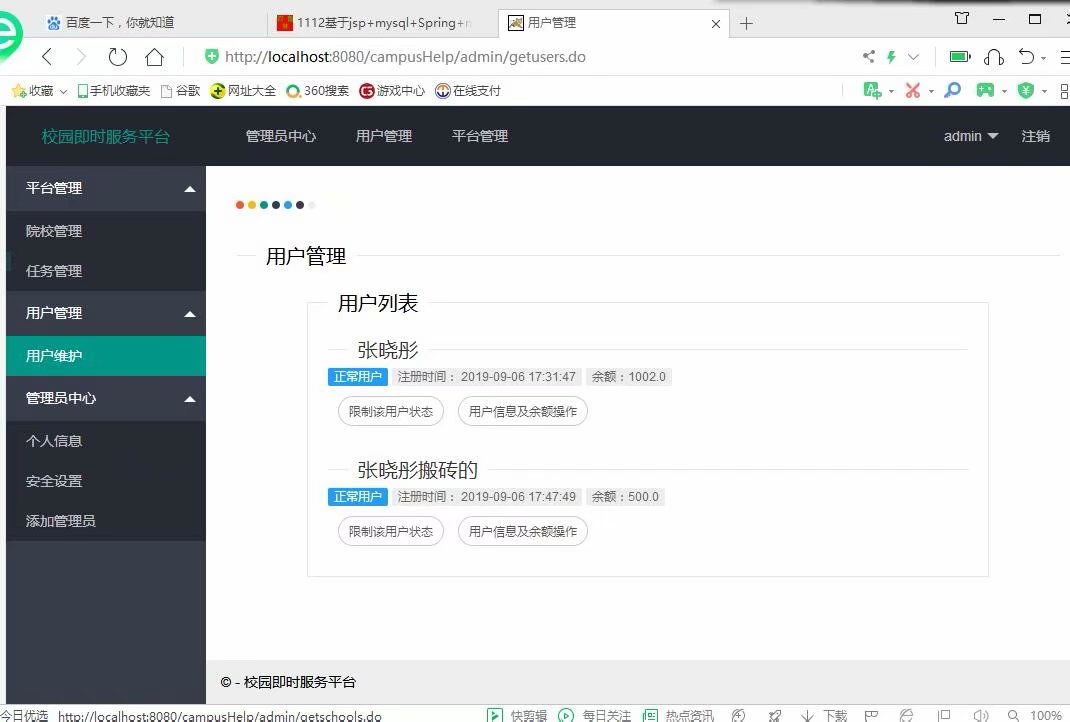 百度一下，你就知道
1112基于jsp+mysql+Spring+
用户管理
http://localhost:8080/campusHelp/admin/getusers.do
收藏 手机收藏夹 谷歌 网址大全 360搜索 游戏中心 在线支付
校园即时服务平台 管理员中心 用户管理 平台管理 admin 注销
平台管理
院校管理
任务管理
用户管理
用户维护
管理员中心
个人信息
安全设置
添加管理员
用户管理
用户列表
张晓彤
正常用户 注册时间： 2019-09-06 17:31:47 余额：1002.0
限制该用户状态 用户信息及余额操作
张晓彤搬砖的
正常用户 注册时间： 2019-09-06 17:47:49 余额：500.0
限制该用户状态 用户信息及余额操作
© - 校园即时服务平台
今日优选 http://localhost:8080/campusHelp/admin/getschools.do 快剪辑 每日关注 热点资讯 下载 100%